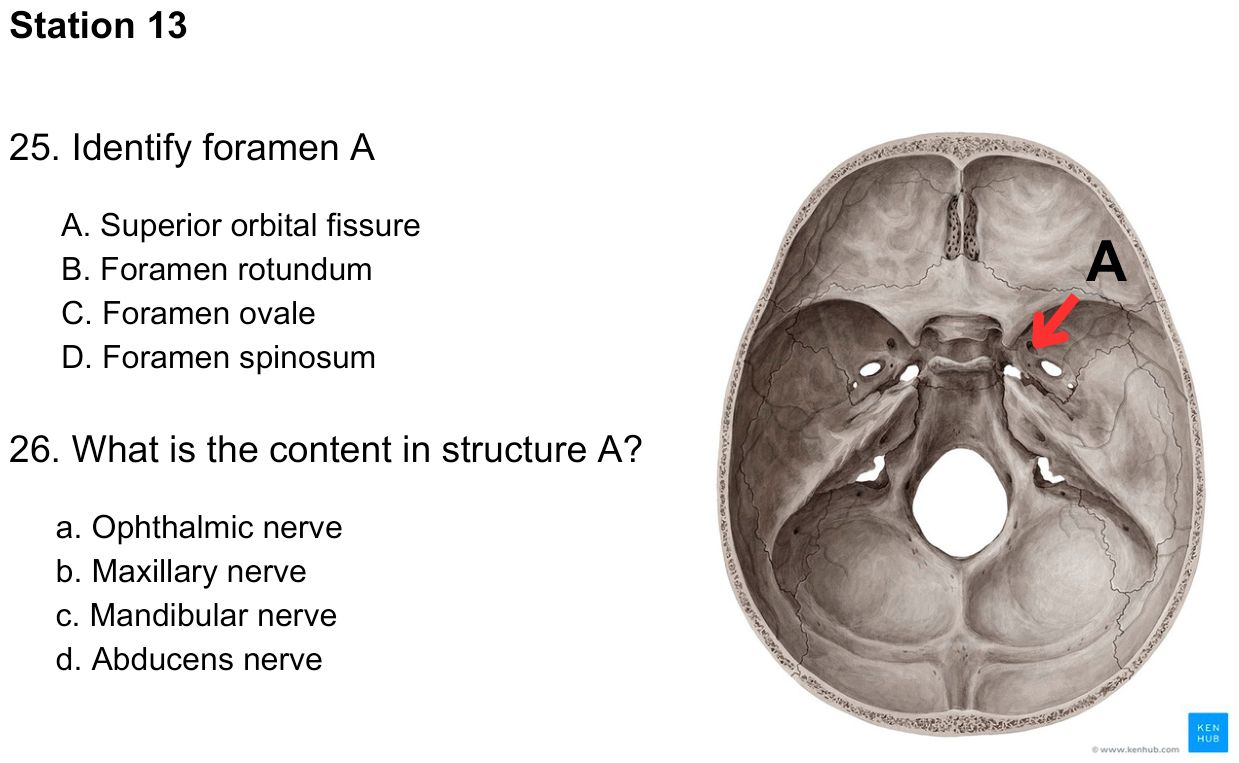 Station 13
25. Identify foramen A
A. Superior orbital fissure
B. Foramen rotundum
C. Foramen ovale
D. Foramen spinosum
26. What is the content in structure A?
a. Ophthalmic nerve
b. Maxillary nerve
c. Mandibular nerve
d. Abducens nerve
A
KEN
HUB
© www.kenhub.com